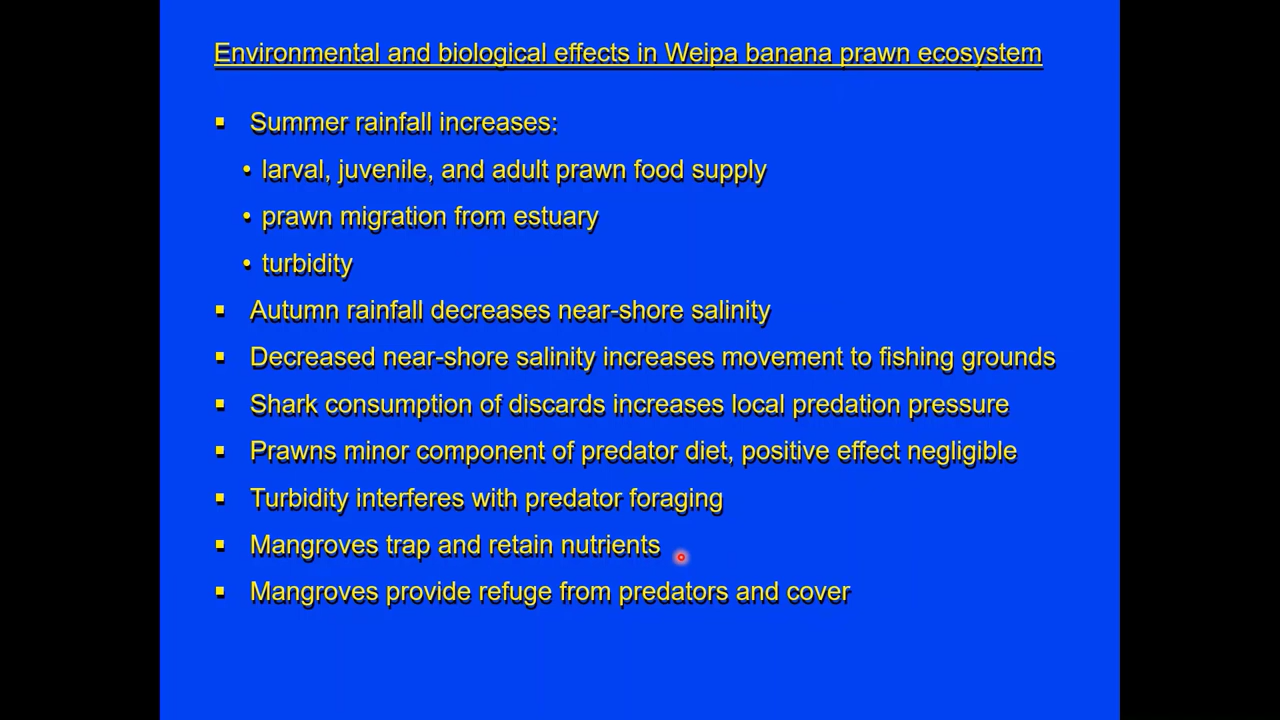 Environmental and biological effects in Weipa banana prawn ecosystem
▪ Summer rainfall increases:
• larval, juvenile, and adult prawn food supply
• prawn migration from estuary
• turbidity
▪ Autumn rainfall decreases near-shore salinity
▪ Decreased near-shore salinity increases movement to fishing grounds
▪ Shark consumption of discards increases local predation pressure
▪ Prawns minor component of predator diet, positive effect negligible
▪ Turbidity interferes with predator foraging
▪ Mangroves trap and retain nutrients
▪ Mangroves provide refuge from predators and cover